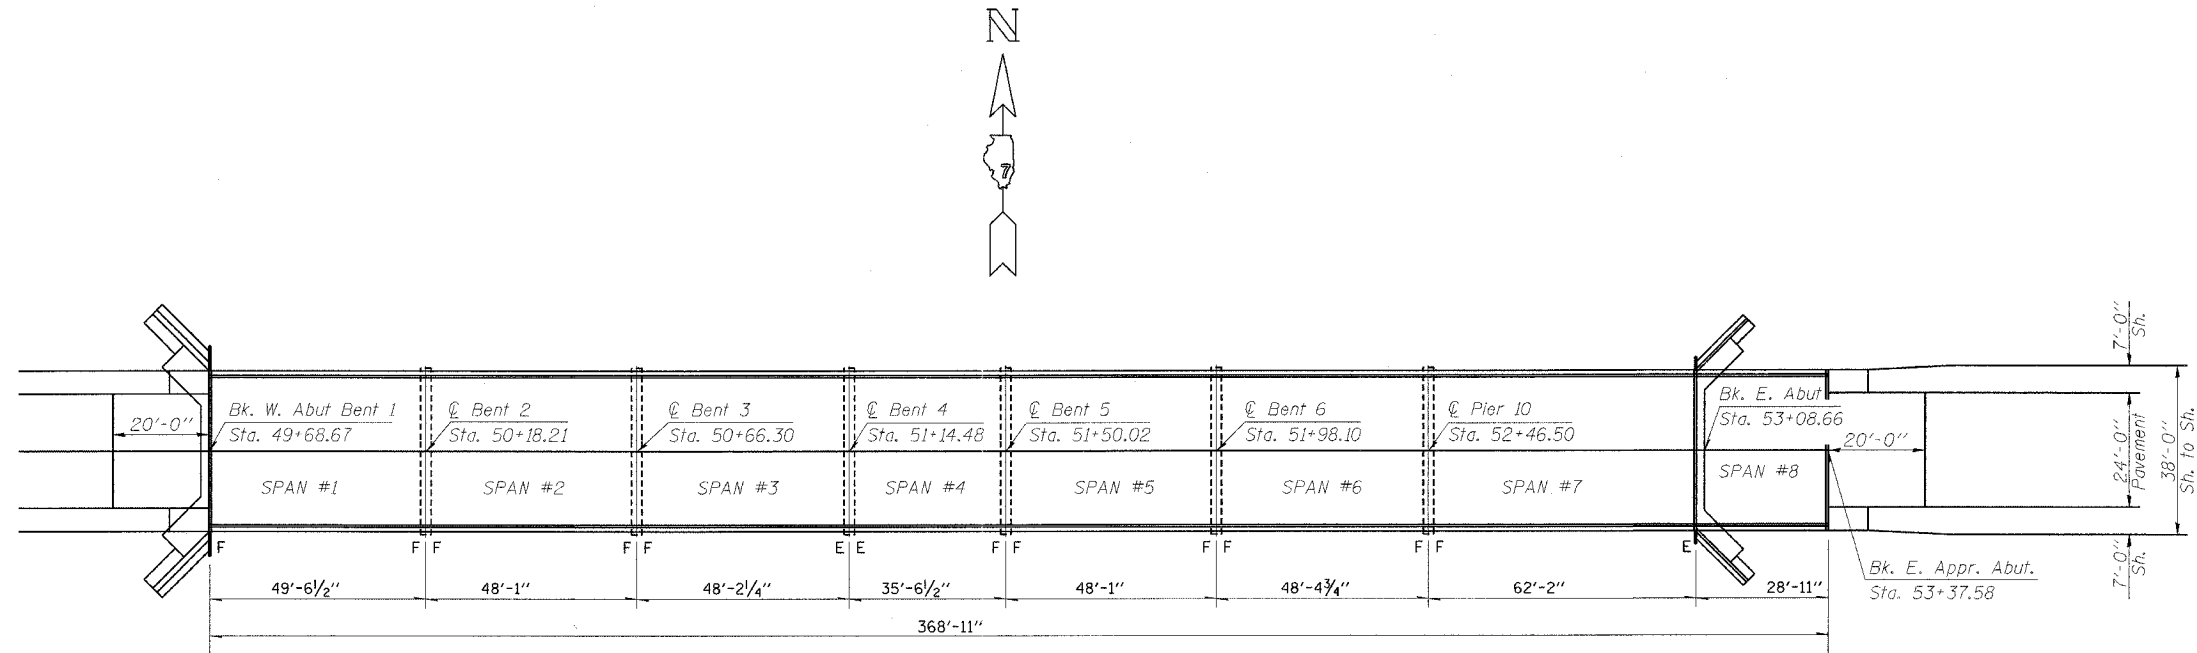 N
7
7'-0"
Sh.
Bk. W. Abut Bent 1
Sta. 49+68.67
℄ Bent 2
Sta. 50+18.21
℄ Bent 3
Sta. 50+66.30
℄ Bent 4
Sta. 51+14.48
℄ Bent 5
Sta. 51+50.02
℄ Bent 6
Sta. 51+98.10
℄ Pier 10
Sta. 52+46.50
Bk. E. Abut
Sta. 53+08.66
20'-0"
20'-0"
24'-0"
Pavement
38'-0"
Sh. to Sh.
SPAN #1
SPAN #2
SPAN #3
SPAN #4
SPAN #5
SPAN #6
SPAN #7
SPAN #8
F F F F F E E F F F F F F E
7'-0"
Sh.
Bk. E. Appr. Abut.
Sta. 53+37.58
49'-6½" 48'-1" 48'-2¼" 35'-6½" 48'-1" 48'-4¾" 62'-2" 28'-11"
368'-11"